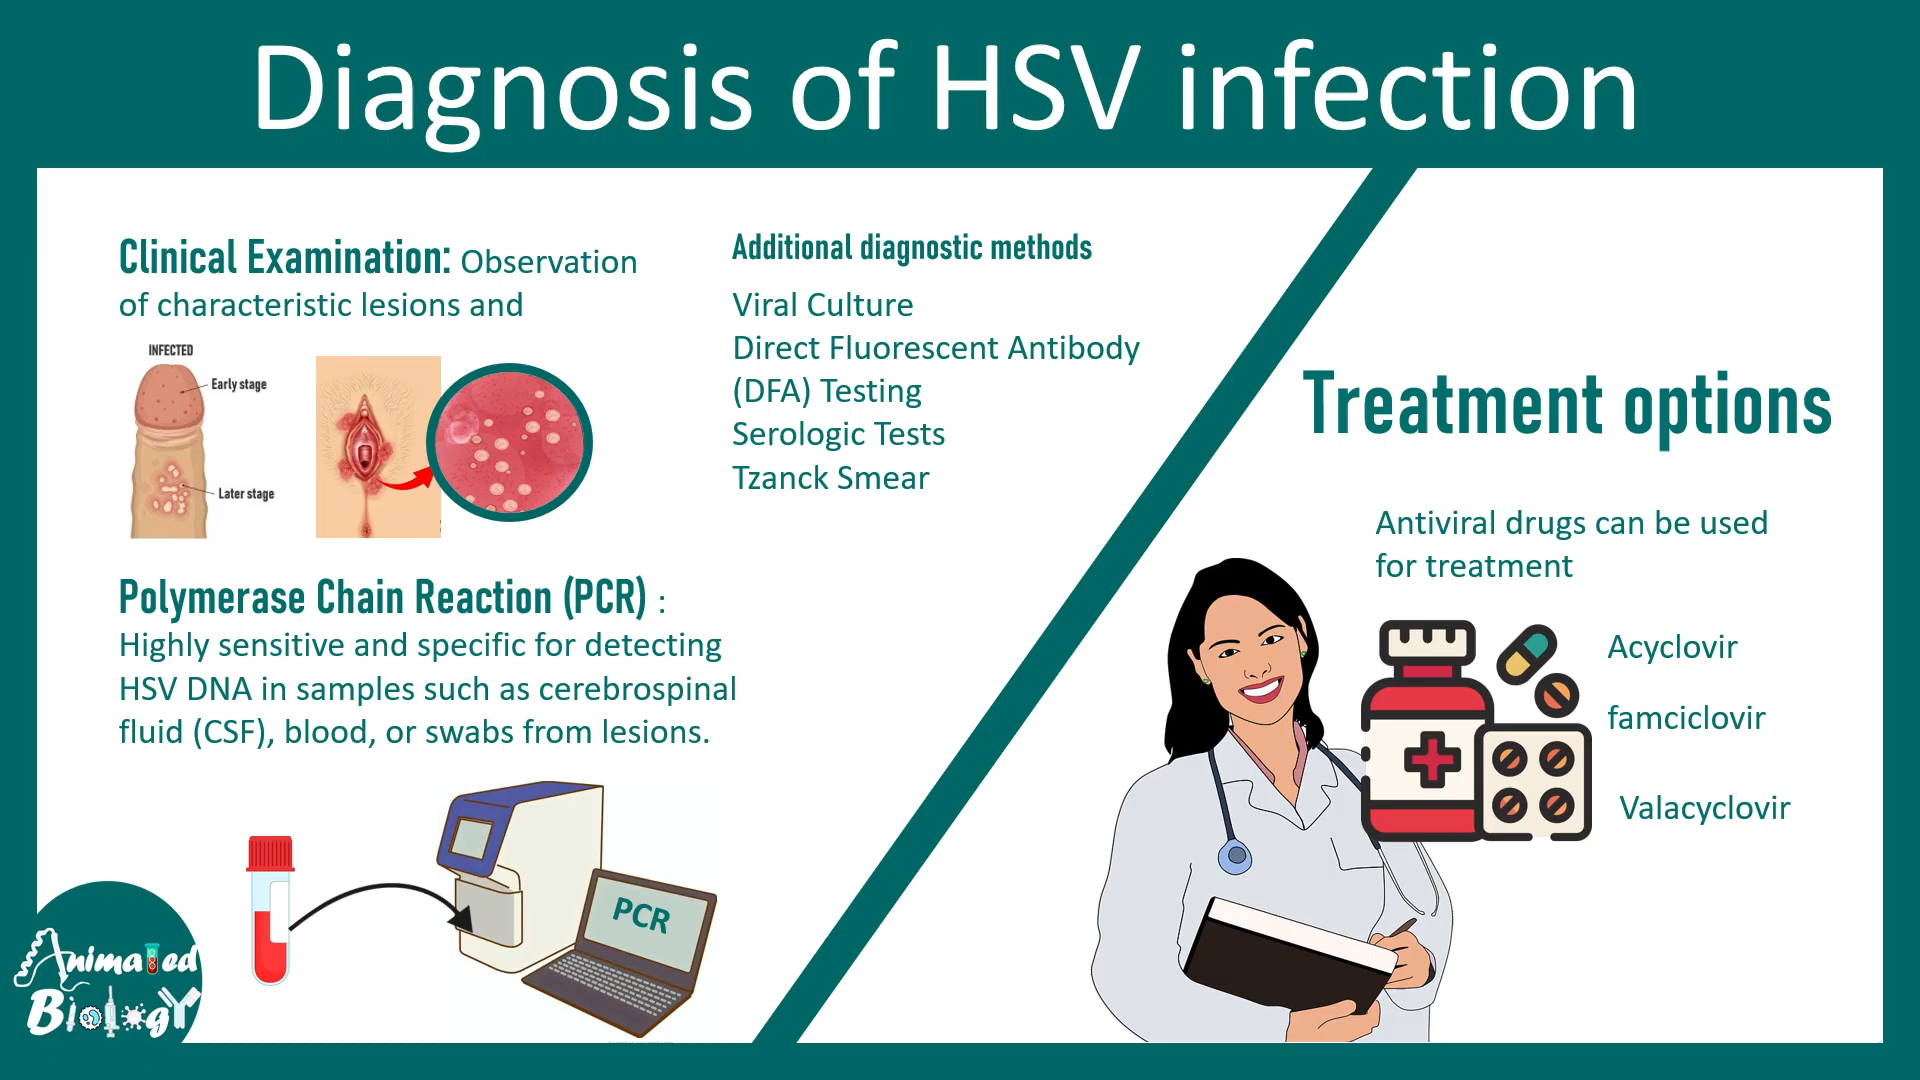 Diagnosis of HSV infection
Clinical Examination: Observation
of characteristic lesions and
INFECTED
Early stage
Later stage
Polymerase Chain Reaction (PCR) :
Highly sensitive and specific for detecting
HSV DNA in samples such as cerebrospinal
fluid (CSF), blood, or swabs from lesions.
PCR
Additional diagnostic methods
Viral Culture
Direct Fluorescent Antibody
(DFA) Testing
Serologic Tests
Tzanck Smear
Treatment options
Antiviral drugs can be used
for treatment
Acyclovir
famciclovir
Valacyclovir
Animated
Biology